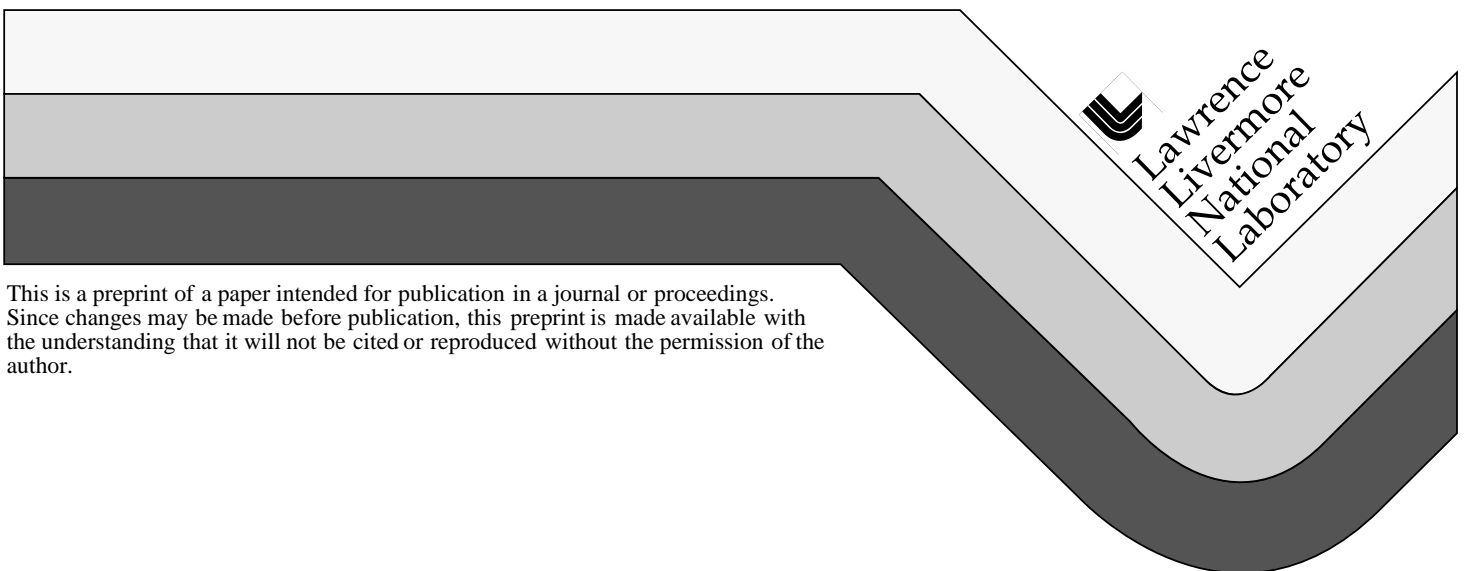 Lawrence
Livermore
National
Laboratory
This is a preprint of a paper intended for publication in a journal or proceedings.
Since changes may be made before publication, this preprint is made available with
the understanding that it will not be cited or reproduced without the permission of the
author.